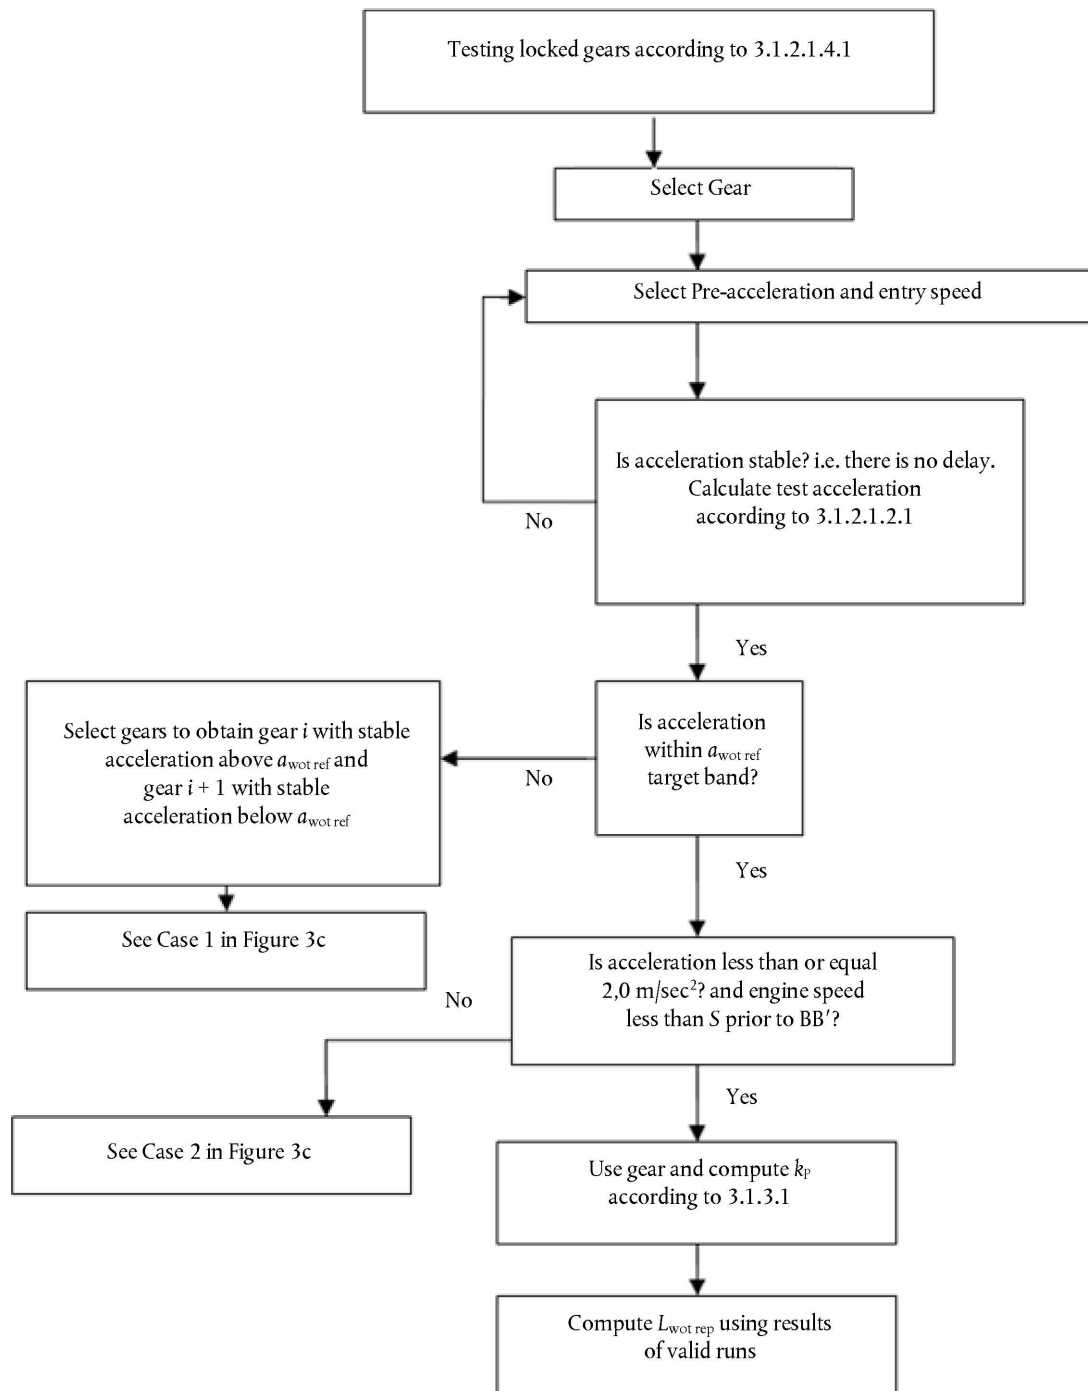 Testing locked gears according to 3.1.2.1.4.1
Select Gear
Select Pre-acceleration and entry speed
Is acceleration stable? i.e. there is no delay.
Calculate test acceleration
according to 3.1.2.1.2.1
No
Yes
Select gears to obtain gear i with stable
acceleration above a_wot ref and
gear i + 1 with stable
acceleration below a_wot ref
Is acceleration
within a_wot ref
target band?
No
Yes
See Case 1 in Figure 3c
Is acceleration less than or equal
2,0 m/sec²? and engine speed
less than S prior to BB′?
No
Yes
See Case 2 in Figure 3c
Use gear and compute k_P
according to 3.1.3.1
Compute L_wot rep using results
of valid runs